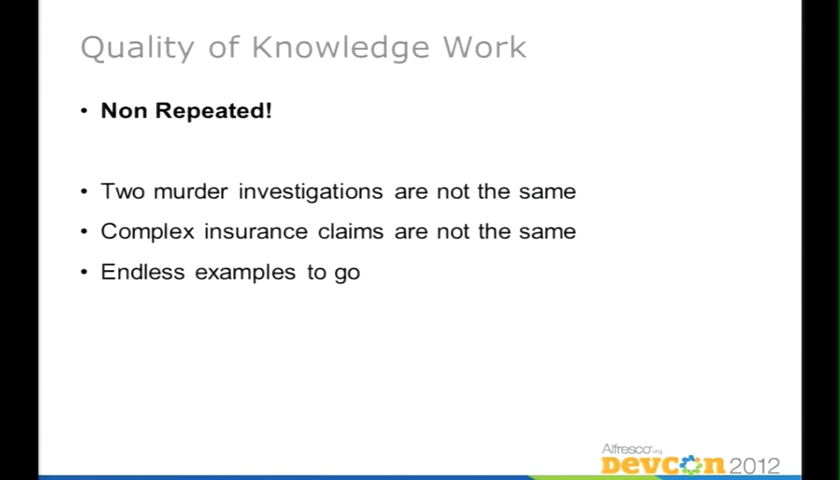 Quality of Knowledge Work
• Non Repeated!
• Two murder investigations are not the same
• Complex insurance claims are not the same
• Endless examples to go
Alfresco.org
DEVCON 2012